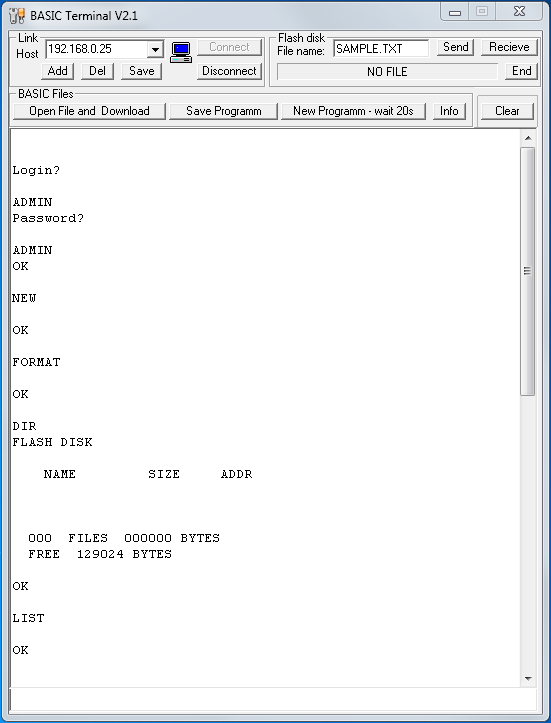 BASIC Terminal V2.1
Link
Host 192.168.0.25 Connect
Add Del Save Disconnect
Flash disk
File name: SAMPLE.TXT Send Recieve
NO FILE End
BASIC Files
Open File and Download Save Programm New Programm - wait 20s Info Clear
Login?
ADMIN
Password?
ADMIN
OK
NEW
OK
FORMAT
OK
DIR
FLASH DISK
NAME SIZE ADDR
000 FILES 000000 BYTES
FREE 129024 BYTES
OK
LIST
OK